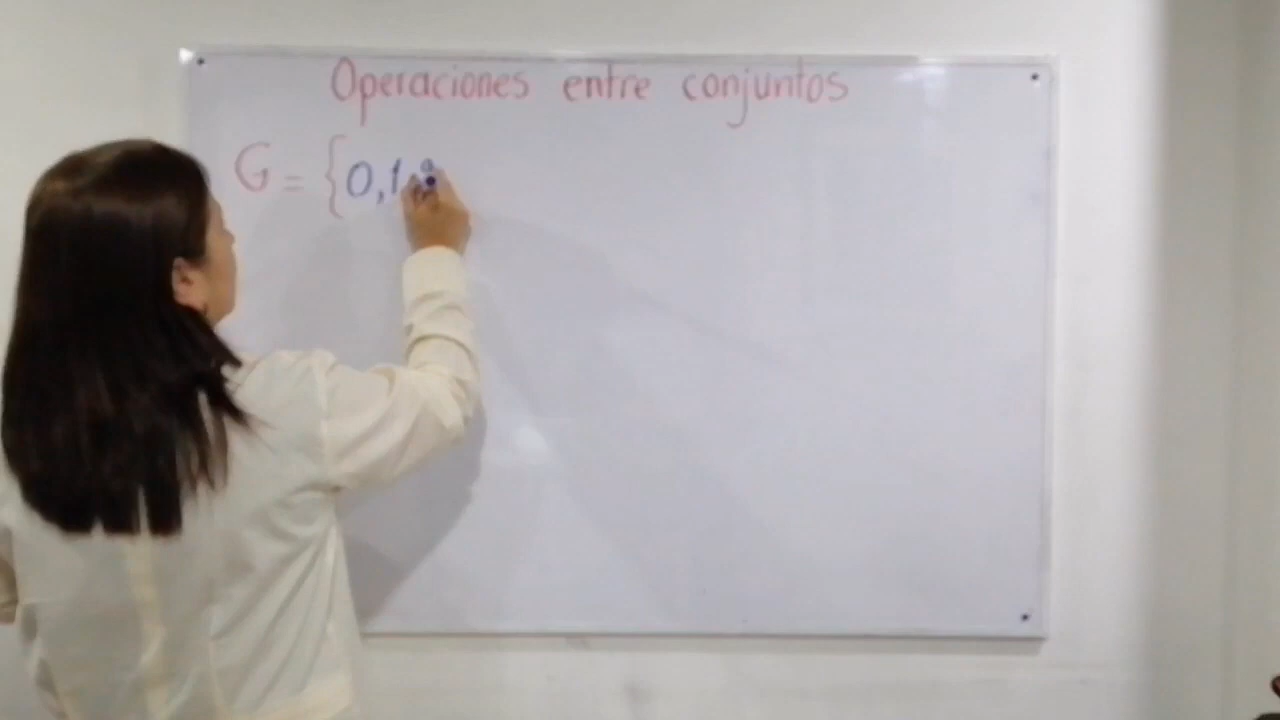 Operaciones entre conjuntos
G = {0,1